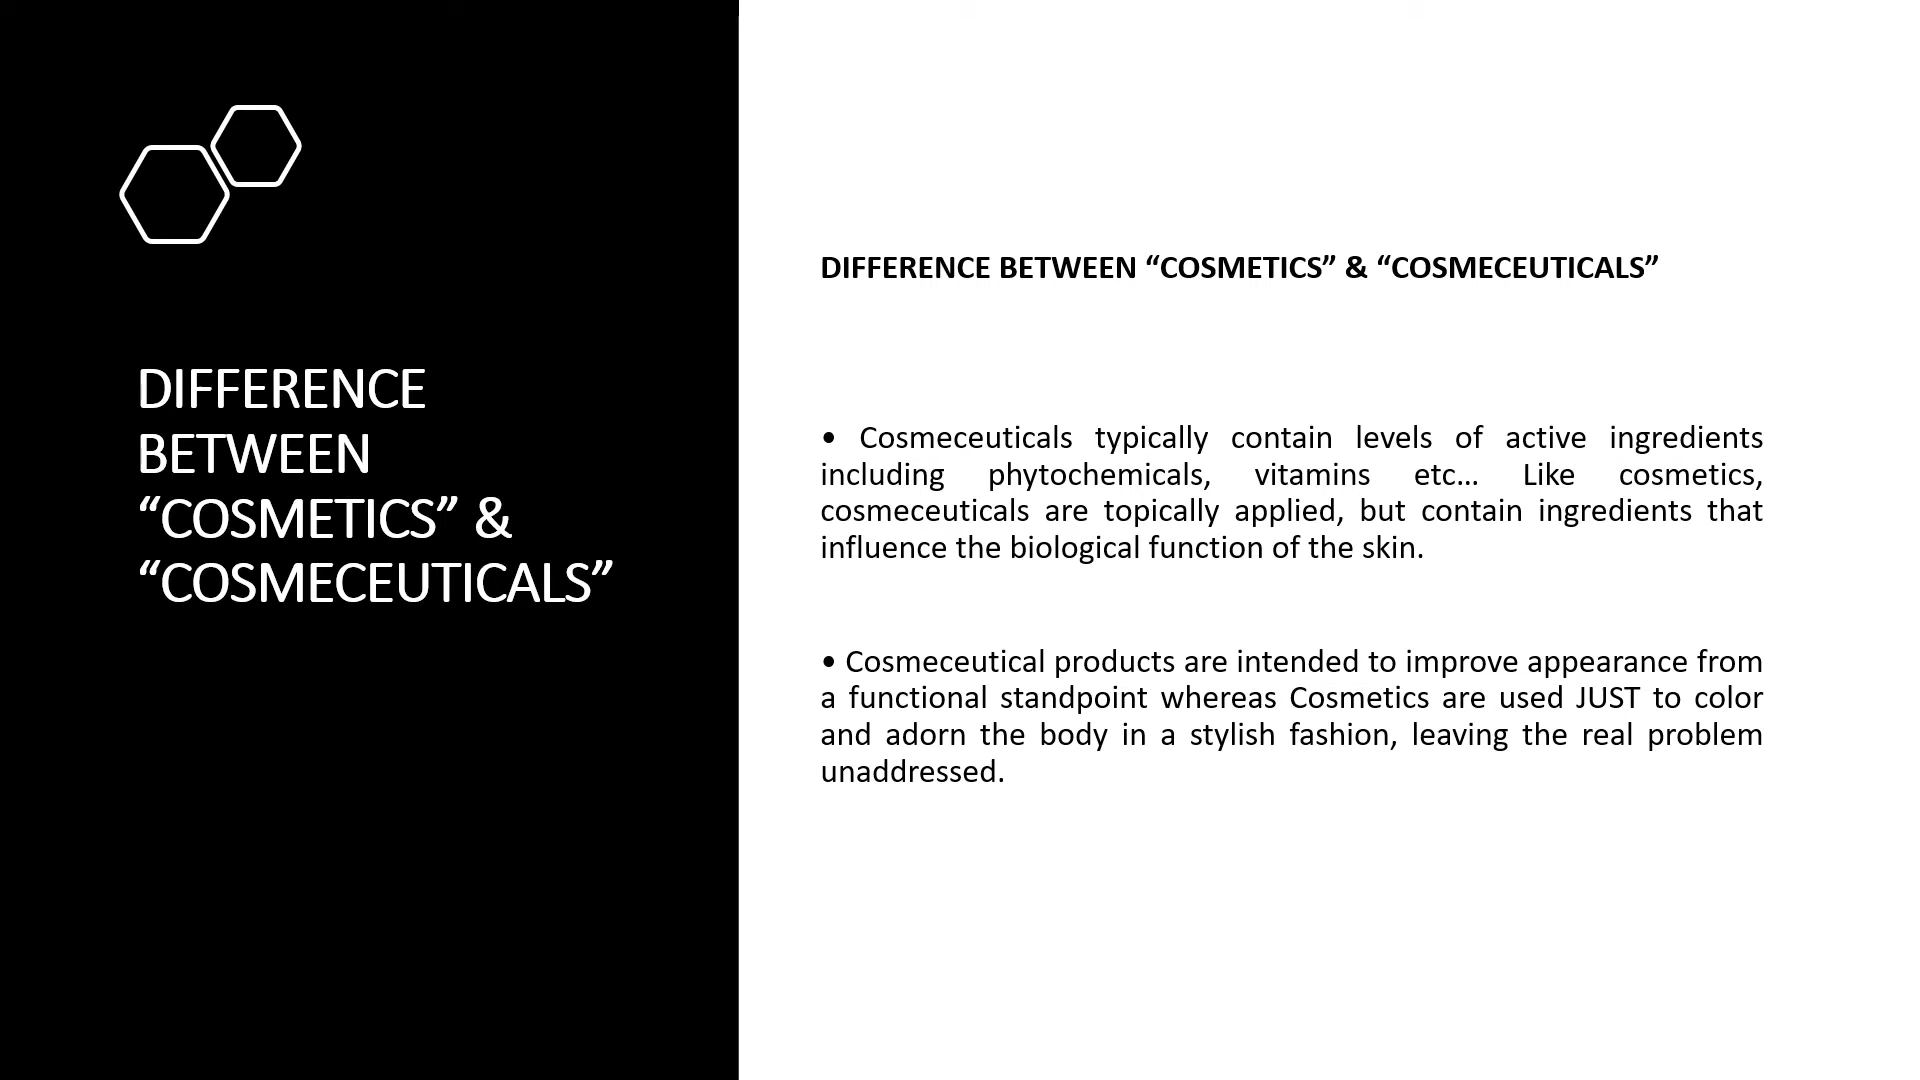 DIFFERENCE
BETWEEN
“COSMETICS” &
“COSMECEUTICALS”
DIFFERENCE BETWEEN “COSMETICS” & “COSMECEUTICALS”
• Cosmeceuticals typically contain levels of active ingredients
including phytochemicals, vitamins etc… Like cosmetics,
cosmeceuticals are topically applied, but contain ingredients that
influence the biological function of the skin.
• Cosmeceutical products are intended to improve appearance from
a functional standpoint whereas Cosmetics are used JUST to color
and adorn the body in a stylish fashion, leaving the real problem
unaddressed.